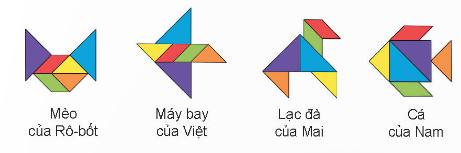 Mèo
của Rô-bốt
Máy bay
của Việt
Lạc đà
của Mai
Cá
của Nam